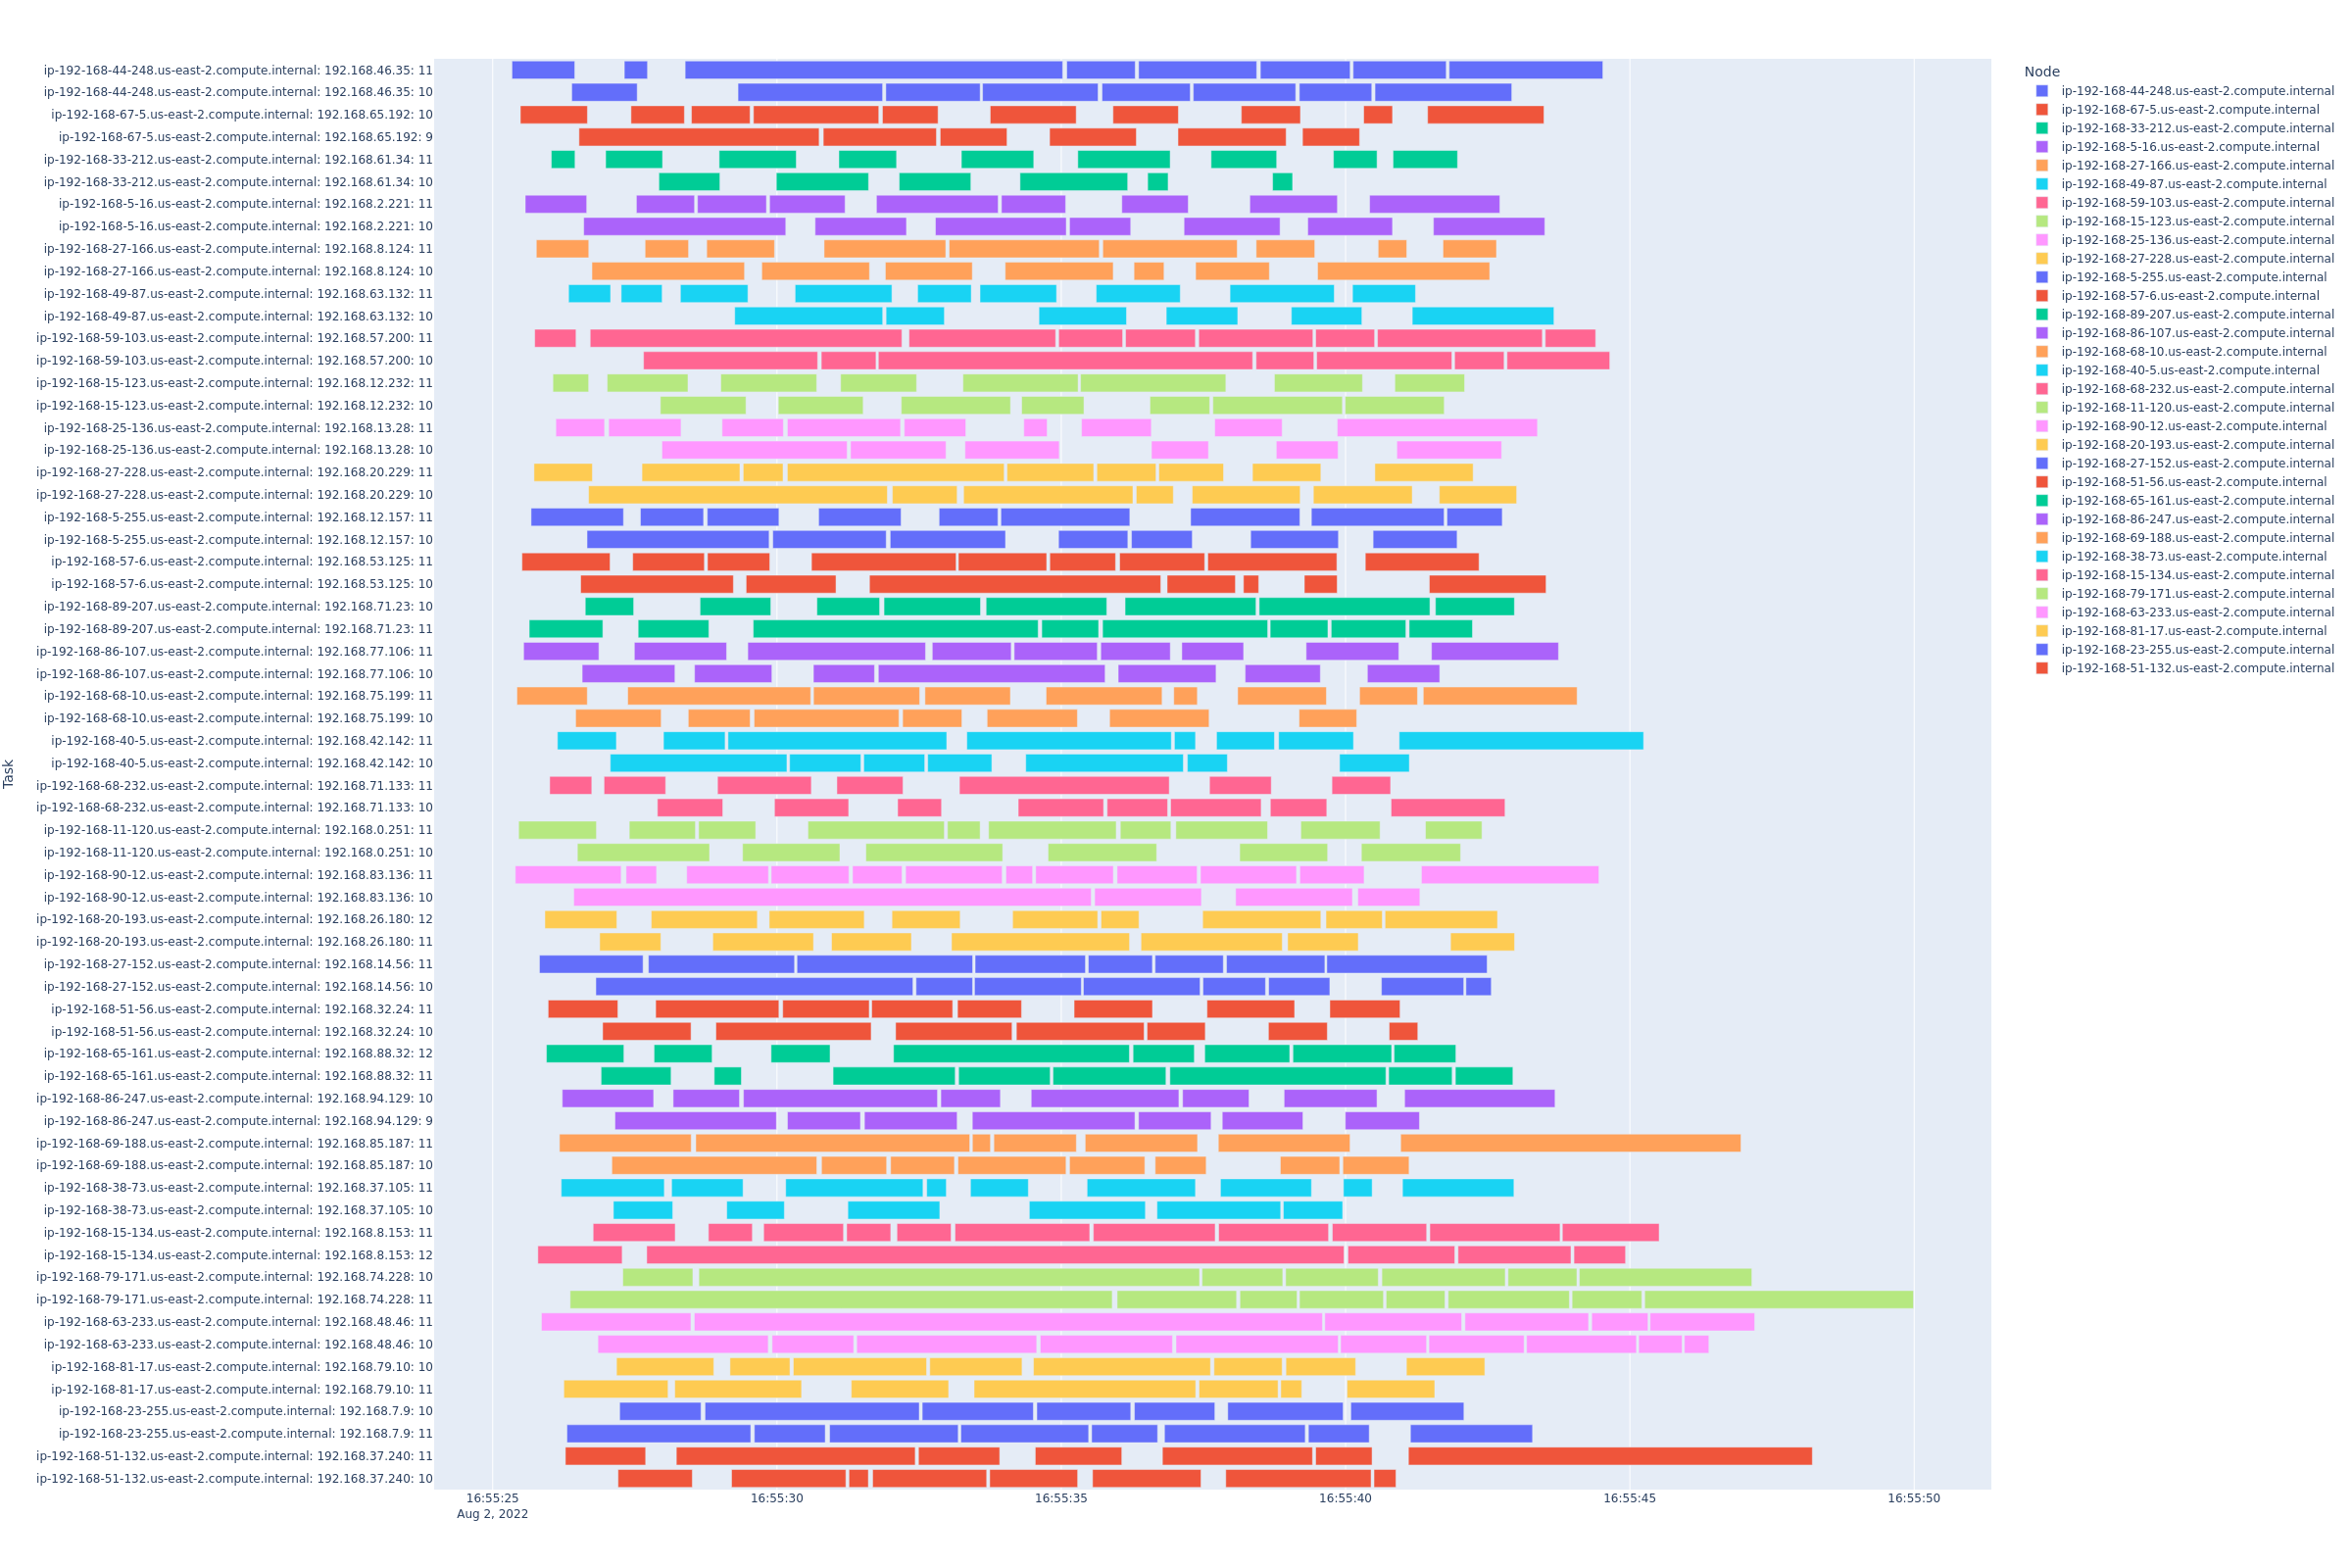 ip-192-168-44-248.us-east-2.compute.internal: 192.168.46.35: 11
ip-192-168-44-248.us-east-2.compute.internal: 192.168.46.35: 10
ip-192-168-67-5.us-east-2.compute.internal: 192.168.65.192: 10
ip-192-168-67-5.us-east-2.compute.internal: 192.168.65.192: 9
ip-192-168-33-212.us-east-2.compute.internal: 192.168.61.34: 11
ip-192-168-33-212.us-east-2.compute.internal: 192.168.61.34: 10
ip-192-168-5-16.us-east-2.compute.internal: 192.168.2.221: 11
ip-192-168-5-16.us-east-2.compute.internal: 192.168.2.221: 10
ip-192-168-27-166.us-east-2.compute.internal: 192.168.8.124: 11
ip-192-168-27-166.us-east-2.compute.internal: 192.168.8.124: 10
ip-192-168-49-87.us-east-2.compute.internal: 192.168.63.132: 11
ip-192-168-49-87.us-east-2.compute.internal: 192.168.63.132: 10
ip-192-168-59-103.us-east-2.compute.internal: 192.168.57.200: 11
ip-192-168-59-103.us-east-2.compute.internal: 192.168.57.200: 10
ip-192-168-15-123.us-east-2.compute.internal: 192.168.12.232: 11
ip-192-168-15-123.us-east-2.compute.internal: 192.168.12.232: 10
ip-192-168-25-136.us-east-2.compute.internal: 192.168.13.28: 11
ip-192-168-25-136.us-east-2.compute.internal: 192.168.13.28: 10
ip-192-168-27-228.us-east-2.compute.internal: 192.168.20.229: 11
ip-192-168-27-228.us-east-2.compute.internal: 192.168.20.229: 10
ip-192-168-5-255.us-east-2.compute.internal: 192.168.12.157: 11
ip-192-168-5-255.us-east-2.compute.internal: 192.168.12.157: 10
ip-192-168-57-6.us-east-2.compute.internal: 192.168.53.125: 11
ip-192-168-57-6.us-east-2.compute.internal: 192.168.53.125: 10
ip-192-168-89-207.us-east-2.compute.internal: 192.168.71.23: 10
ip-192-168-89-207.us-east-2.compute.internal: 192.168.71.23: 11
ip-192-168-86-107.us-east-2.compute.internal: 192.168.77.106: 11
ip-192-168-86-107.us-east-2.compute.internal: 192.168.77.106: 10
ip-192-168-68-10.us-east-2.compute.internal: 192.168.75.199: 11
ip-192-168-68-10.us-east-2.compute.internal: 192.168.75.199: 10
ip-192-168-40-5.us-east-2.compute.internal: 192.168.42.142: 11
ip-192-168-40-5.us-east-2.compute.internal: 192.168.42.142: 10
ip-192-168-68-232.us-east-2.compute.internal: 192.168.71.133: 11
ip-192-168-68-232.us-east-2.compute.internal: 192.168.71.133: 10
ip-192-168-11-120.us-east-2.compute.internal: 192.168.0.251: 11
ip-192-168-11-120.us-east-2.compute.internal: 192.168.0.251: 10
ip-192-168-90-12.us-east-2.compute.internal: 192.168.83.136: 11
ip-192-168-90-12.us-east-2.compute.internal: 192.168.83.136: 10
ip-192-168-20-193.us-east-2.compute.internal: 192.168.26.180: 12
ip-192-168-20-193.us-east-2.compute.internal: 192.168.26.180: 11
ip-192-168-27-152.us-east-2.compute.internal: 192.168.14.56: 11
ip-192-168-27-152.us-east-2.compute.internal: 192.168.14.56: 10
ip-192-168-51-56.us-east-2.compute.internal: 192.168.32.24: 11
ip-192-168-51-56.us-east-2.compute.internal: 192.168.32.24: 10
ip-192-168-65-161.us-east-2.compute.internal: 192.168.88.32: 12
ip-192-168-65-161.us-east-2.compute.internal: 192.168.88.32: 11
ip-192-168-86-247.us-east-2.compute.internal: 192.168.94.129: 10
ip-192-168-86-247.us-east-2.compute.internal: 192.168.94.129: 9
ip-192-168-69-188.us-east-2.compute.internal: 192.168.85.187: 11
ip-192-168-69-188.us-east-2.compute.internal: 192.168.85.187: 10
ip-192-168-38-73.us-east-2.compute.internal: 192.168.37.105: 11
ip-192-168-38-73.us-east-2.compute.internal: 192.168.37.105: 10
ip-192-168-15-134.us-east-2.compute.internal: 192.168.8.153: 11
ip-192-168-15-134.us-east-2.compute.internal: 192.168.8.153: 12
ip-192-168-79-171.us-east-2.compute.internal: 192.168.74.228: 10
ip-192-168-79-171.us-east-2.compute.internal: 192.168.74.228: 11
ip-192-168-63-233.us-east-2.compute.internal: 192.168.48.46: 11
ip-192-168-63-233.us-east-2.compute.internal: 192.168.48.46: 10
ip-192-168-81-17.us-east-2.compute.internal: 192.168.79.10: 10
ip-192-168-81-17.us-east-2.compute.internal: 192.168.79.10: 11
ip-192-168-23-255.us-east-2.compute.internal: 192.168.7.9: 10
ip-192-168-23-255.us-east-2.compute.internal: 192.168.7.9: 11
ip-192-168-51-132.us-east-2.compute.internal: 192.168.37.240: 11
ip-192-168-51-132.us-east-2.compute.internal: 192.168.37.240: 10
Task
16:55:25
Aug 2, 2022
16:55:30
16:55:35
16:55:40
16:55:45
16:55:50
Node
ip-192-168-44-248.us-east-2.compute.internal
ip-192-168-67-5.us-east-2.compute.internal
ip-192-168-33-212.us-east-2.compute.internal
ip-192-168-5-16.us-east-2.compute.internal
ip-192-168-27-166.us-east-2.compute.internal
ip-192-168-49-87.us-east-2.compute.internal
ip-192-168-59-103.us-east-2.compute.internal
ip-192-168-15-123.us-east-2.compute.internal
ip-192-168-25-136.us-east-2.compute.internal
ip-192-168-27-228.us-east-2.compute.internal
ip-192-168-5-255.us-east-2.compute.internal
ip-192-168-57-6.us-east-2.compute.internal
ip-192-168-89-207.us-east-2.compute.internal
ip-192-168-86-107.us-east-2.compute.internal
ip-192-168-68-10.us-east-2.compute.internal
ip-192-168-40-5.us-east-2.compute.internal
ip-192-168-68-232.us-east-2.compute.internal
ip-192-168-11-120.us-east-2.compute.internal
ip-192-168-90-12.us-east-2.compute.internal
ip-192-168-20-193.us-east-2.compute.internal
ip-192-168-27-152.us-east-2.compute.internal
ip-192-168-51-56.us-east-2.compute.internal
ip-192-168-65-161.us-east-2.compute.internal
ip-192-168-86-247.us-east-2.compute.internal
ip-192-168-69-188.us-east-2.compute.internal
ip-192-168-38-73.us-east-2.compute.internal
ip-192-168-15-134.us-east-2.compute.internal
ip-192-168-79-171.us-east-2.compute.internal
ip-192-168-63-233.us-east-2.compute.internal
ip-192-168-81-17.us-east-2.compute.internal
ip-192-168-23-255.us-east-2.compute.internal
ip-192-168-51-132.us-east-2.compute.internal